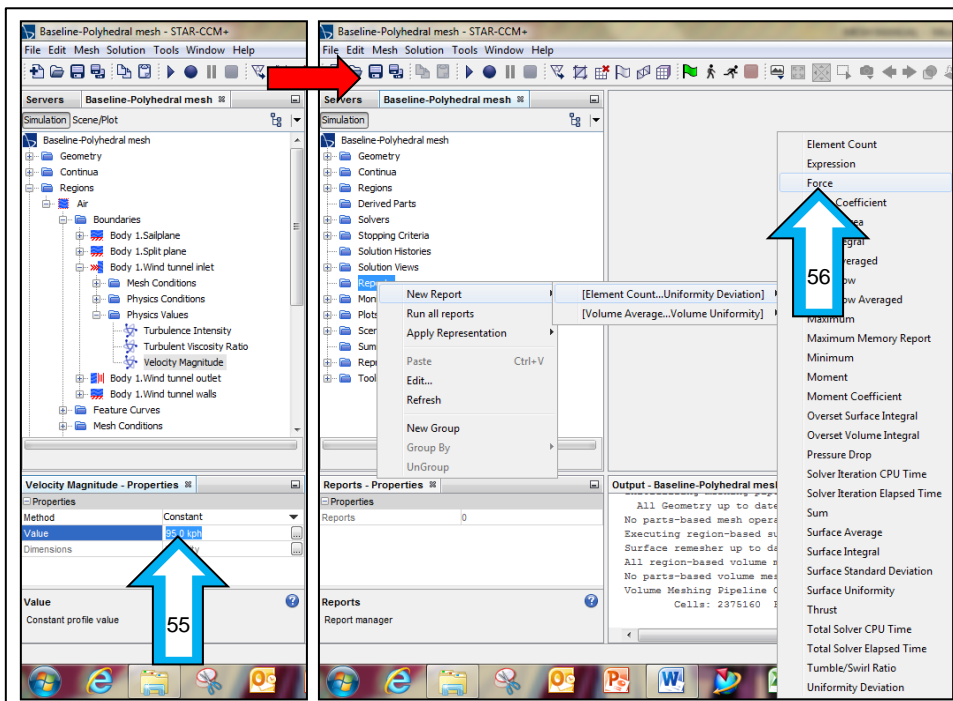 Baseline-Polyhedral mesh - STAR-CCM+
File Edit Mesh Solution Tools Window Help
Servers Baseline-Polyhedral mesh
Simulation Scene/Plot
Baseline-Polyhedral mesh
Geometry
Continua
Regions
Air
Boundaries
Body 1.Sailplane
Body 1.Split plane
Body 1.Wind tunnel inlet
Mesh Conditions
Physics Conditions
Physics Values
Turbulence Intensity
Turbulent Viscosity Ratio
Velocity Magnitude
Body 1.Wind tunnel outlet
Body 1.Wind tunnel walls
Feature Curves
Mesh Conditions
Velocity Magnitude - Properties
Properties
Method Constant
Value 95.0 kph
Dimensions
Value
Constant profile value
55
Baseline-Polyhedral mesh - STAR-CCM+
File Edit Mesh Solution Tools Window Help
Servers Baseline-Polyhedral mesh
Simulation
Baseline-Polyhedral mesh
Geometry
Continua
Regions
Derived Parts
Solvers
Stopping Criteria
Solution Histories
Solution Views
New Report
Run all reports
Apply Representation
Paste Ctrl+V
Edit...
Refresh
New Group
Group By
UnGroup
[Element Count...Uniformity Deviation]
[Volume Average...Volume Uniformity]
Reports - Properties
Properties
Reports 0
Reports
Report manager
Output - Baseline-Polyhedral mesh
All Geometry up to date
No parts-based mesh opera
Executing region-based su
Surface remesher up to da
All region-based volume m
No parts-based volume mes
Volume Meshing Pipeline C
Cells: 2375160
Element Count
Expression
Force
Coefficient
56
Averaged
Maximum
Maximum Memory Report
Minimum
Moment
Moment Coefficient
Overset Surface Integral
Overset Volume Integral
Pressure Drop
Solver Iteration CPU Time
Solver Iteration Elapsed Time
Sum
Surface Average
Surface Integral
Surface Standard Deviation
Surface Uniformity
Thrust
Total Solver CPU Time
Total Solver Elapsed Time
Tumble/Swirl Ratio
Uniformity Deviation